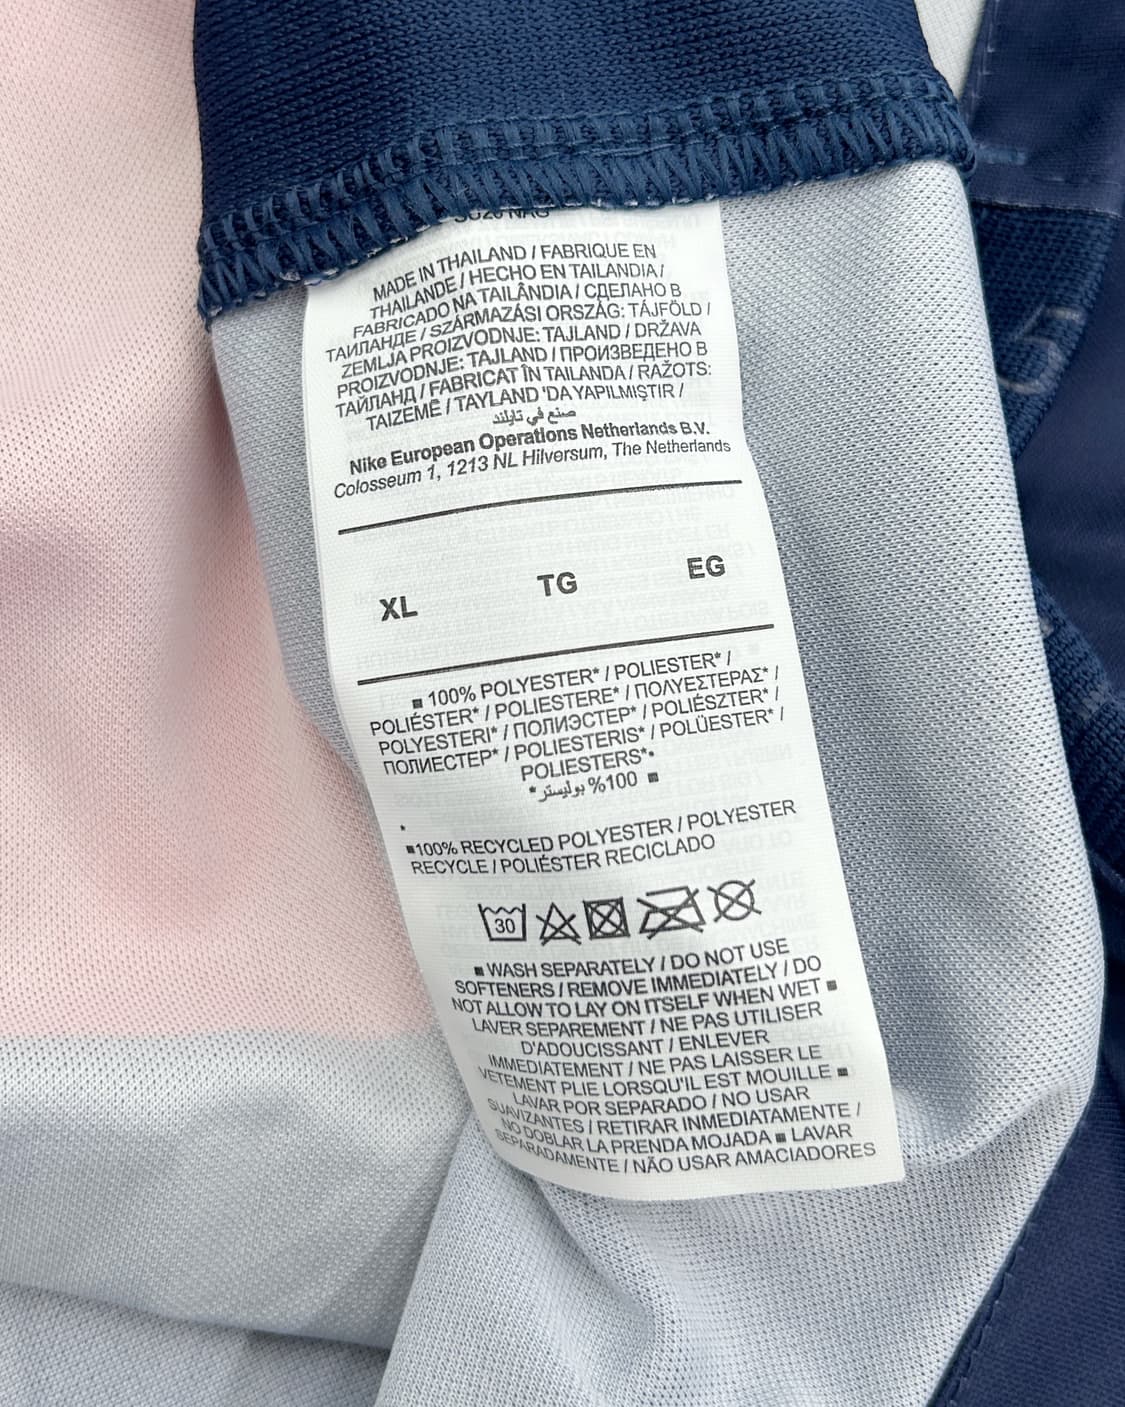 MADE IN THAILAND / FABRIQUE EN
THAILANDE / HECHO EN TAILANDIA /
FABRICADO NA TAILÂNDIA / СДЕЛАНО В
ТАИЛАНДЕ / SZÁRMAZÁSI ORSZÁG: TÁJFÖLD /
ZEMLJA PROIZVODNJE: TAJLAND / DRŽAVA
PROIZVODNJE: TAJLAND / ПРОИЗВЕДЕНО В
ТАЙЛАНД / FABRICAT ÎN TAILANDA / RAŽOTS:
TAIZEMĒ / TAYLAND 'DA YAPILMIŞTIR /
صنع في تايلند
Nike European Operations Netherlands B.V.
Colosseum 1, 1213 NL Hilversum, The Netherlands
XL TG EG
■ 100% POLYESTER* / POLIESTER* /
POLIÉSTER* / POLIESTERE* / ΠΟΛΥΕΣΤΕΡΑΣ* /
POLYESTERI* / ПОЛИЭСТЕР* / POLIÉSZTER* /
ПОЛИЕСТЕР* / POLIESTERIS* / POLÜESTER* /
POLIESTERS*
100% بوليستر* ■
*
■100% RECYCLED POLYESTER / POLYESTER
RECYCLE / POLIÉSTER RECICLADO
30
■ WASH SEPARATELY / DO NOT USE
SOFTENERS / REMOVE IMMEDIATELY / DO
NOT ALLOW TO LAY ON ITSELF WHEN WET ■
LAVER SEPAREMENT / NE PAS UTILISER
D'ADOUCISSANT / ENLEVER
IMMEDIATEMENT / NE PAS LAISSER LE
VETEMENT PLIE LORSQU'IL EST MOUILLE ■
LAVAR POR SEPARADO / NO USAR
SUAVIZANTES / RETIRAR INMEDIATAMENTE /
NO DOBLAR LA PRENDA MOJADA ■ LAVAR
SEPARADAMENTE / NÃO USAR AMACIADORES